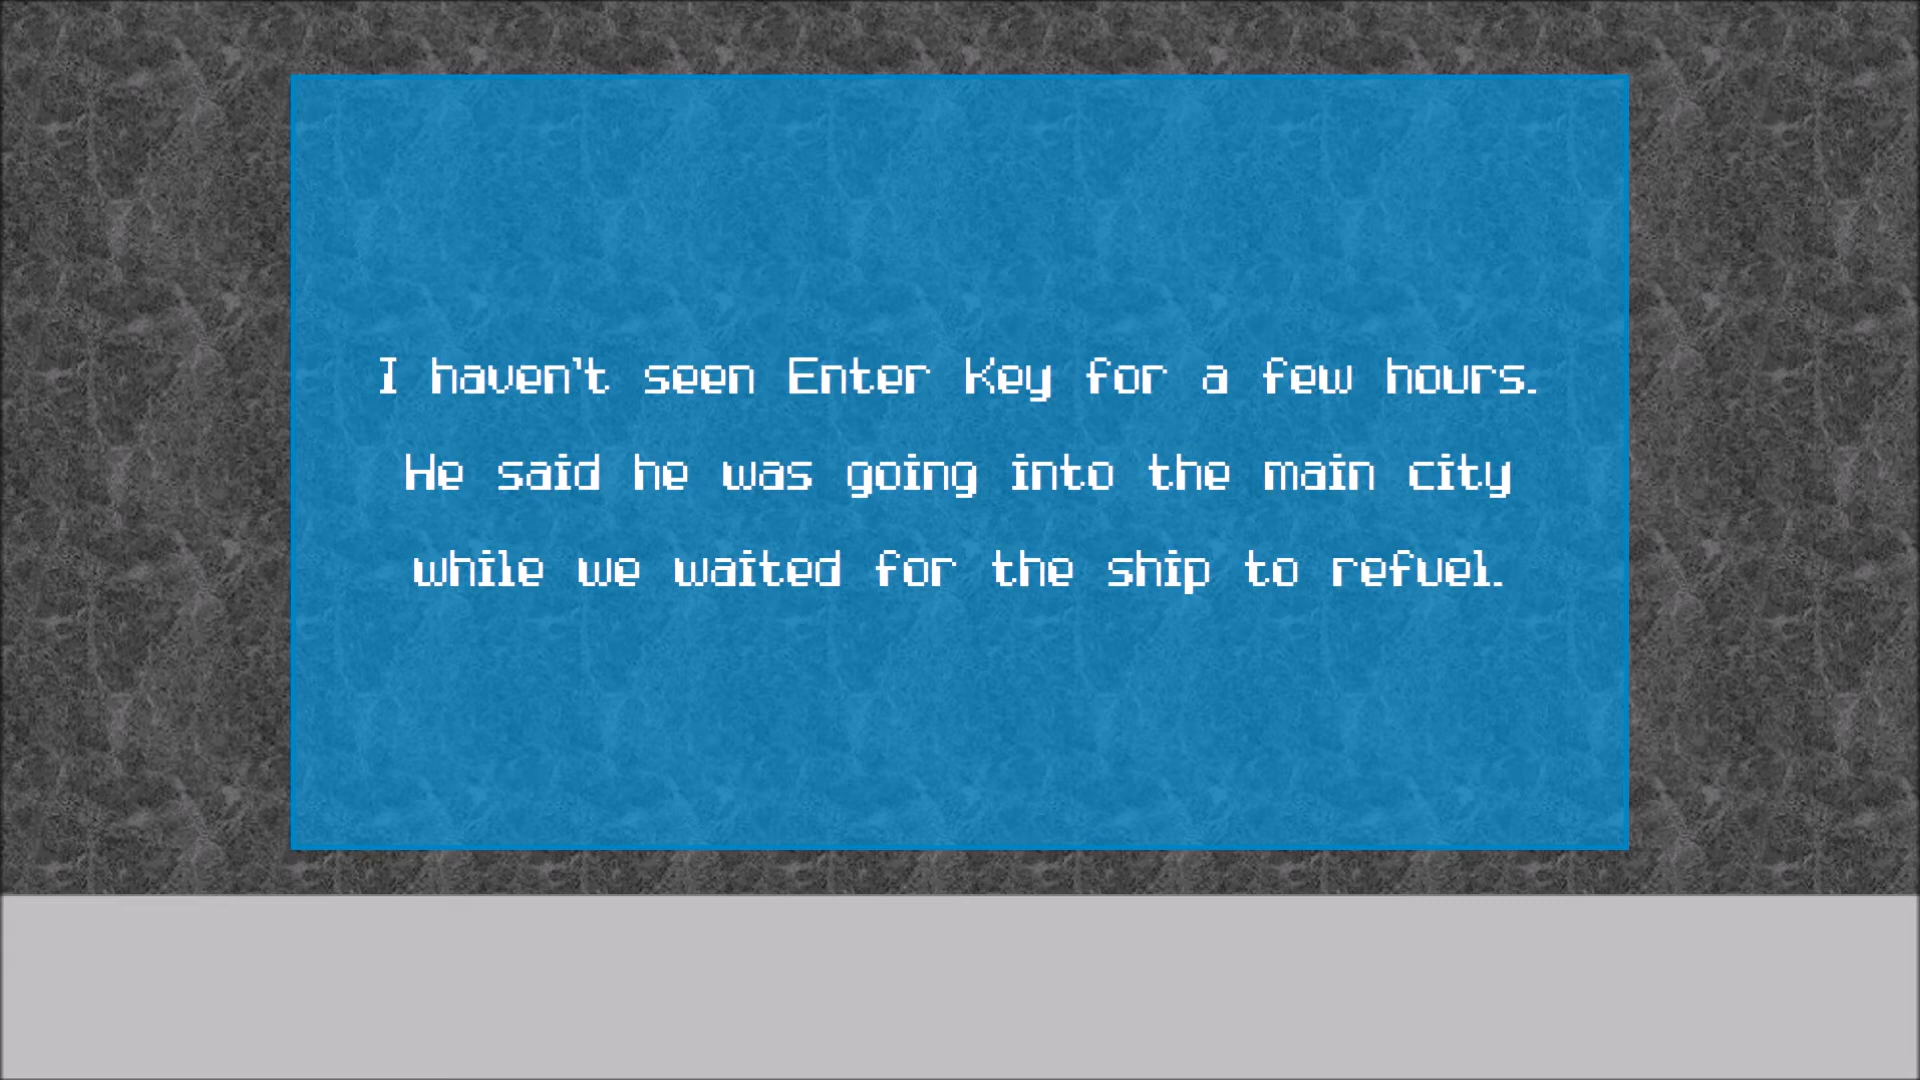 I haven't seen Enter Key for a few hours.
He said he was going into the main city
while we waited for the ship to refuel.